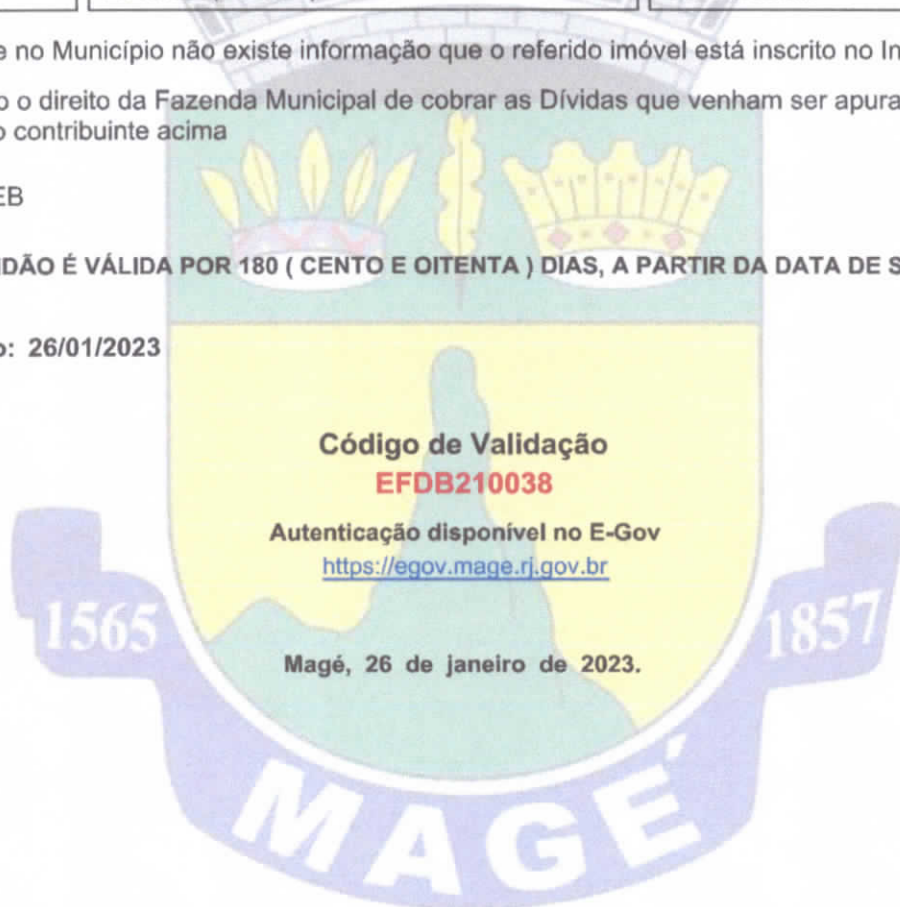 e no Município não existe informação que o referido imóvel está inscrito no In
o o direito da Fazenda Municipal de cobrar as Dívidas que venham ser apura
o contribuinte acima
EB
IDÃO É VÁLIDA POR 180 ( CENTO E OITENTA ) DIAS, A PARTIR DA DATA DE S
o: 26/01/2023
Código de Validação
EFDB210038
Autenticação disponível no E-Gov
https://egov.mage.rj.gov.br
1565
1857
Magé, 26 de janeiro de 2023.
MAGÉ